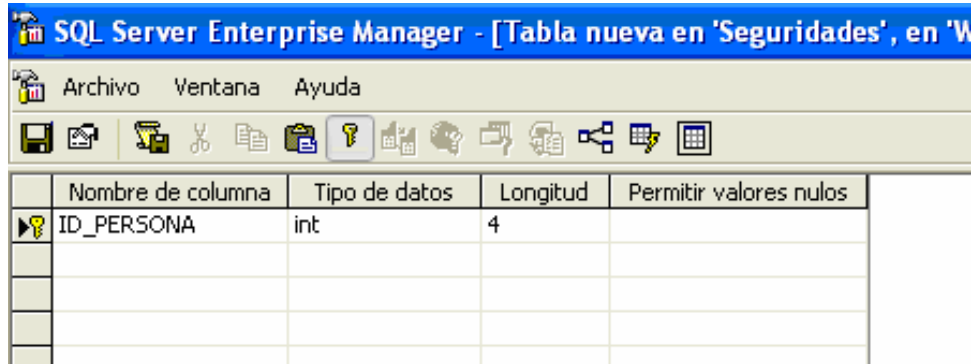 SQL Server Enterprise Manager - [Tabla nueva en 'Seguridades', en 'W
Archivo Ventana Ayuda
Nombre de columna Tipo de datos Longitud Permitir valores nulos
ID_PERSONA int 4